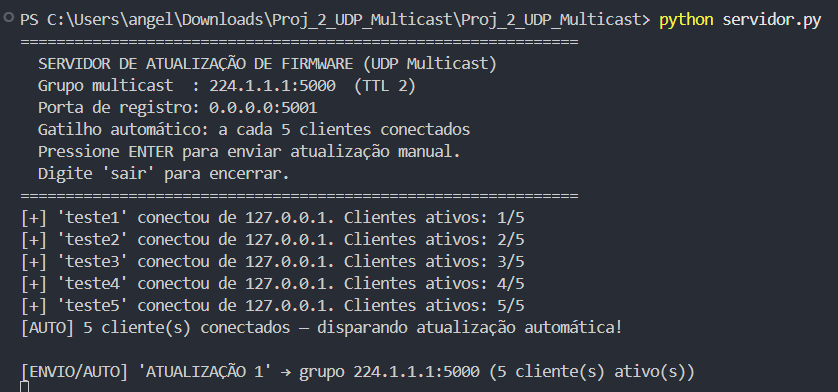 PS C:\Users\angel\Downloads\Proj_2_UDP_Multicast\Proj_2_UDP_Multicast> python servidor.py
============================================================
SERVIDOR DE ATUALIZAÇÃO DE FIRMWARE (UDP Multicast)
Grupo multicast  : 224.1.1.1:5000  (TTL 2)
Porta de registro: 0.0.0.0:5001
Gatilho automático: a cada 5 clientes conectados
Pressione ENTER para enviar atualização manual.
Digite 'sair' para encerrar.
============================================================
[+] 'teste1' conectou de 127.0.0.1. Clientes ativos: 1/5
[+] 'teste2' conectou de 127.0.0.1. Clientes ativos: 2/5
[+] 'teste3' conectou de 127.0.0.1. Clientes ativos: 3/5
[+] 'teste4' conectou de 127.0.0.1. Clientes ativos: 4/5
[+] 'teste5' conectou de 127.0.0.1. Clientes ativos: 5/5
[AUTO] 5 cliente(s) conectados — disparando atualização automática!
[ENVIO/AUTO] 'ATUALIZAÇÃO 1' → grupo 224.1.1.1:5000 (5 cliente(s) ativo(s))